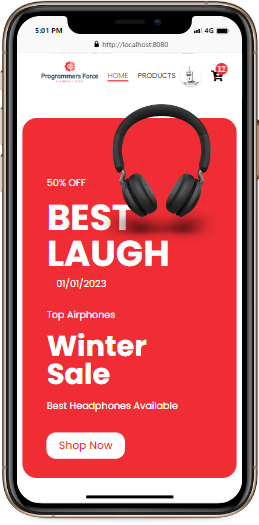 5:01 PM
4G
http://localhost:8080
Programmers Force
HOME
PRODUCTS
12
50% OFF
BEST
LAUGH
01/01/2023
Top Airphones
Winter
Sale
Best Headphones Available
Shop Now